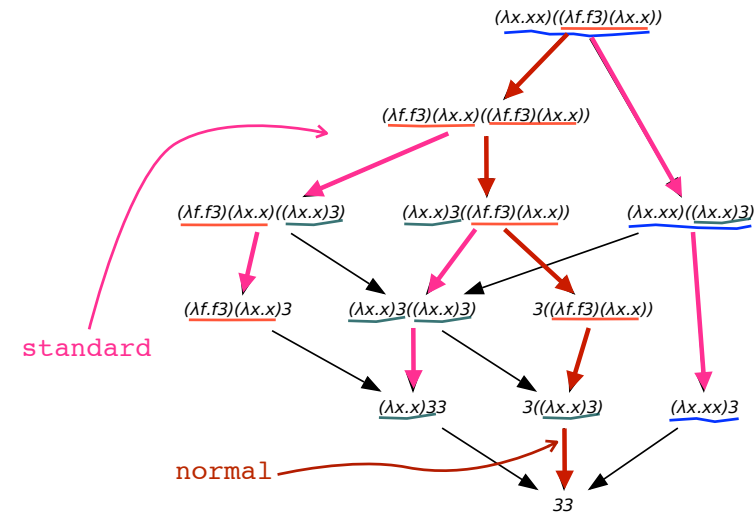 (λx.xx)((λf.f3)(λx.x))
(λf.f3)(λx.x)((λf.f3)(λx.x))
(λf.f3)(λx.x)((λx.x)3)
(λx.x)3((λf.f3)(λx.x))
(λx.xx)((λx.x)3)
(λf.f3)(λx.x)3
(λx.x)3((λx.x)3)
3((λf.f3)(λx.x))
standard
(λx.x)33
3((λx.x)3)
(λx.xx)3
normal
33